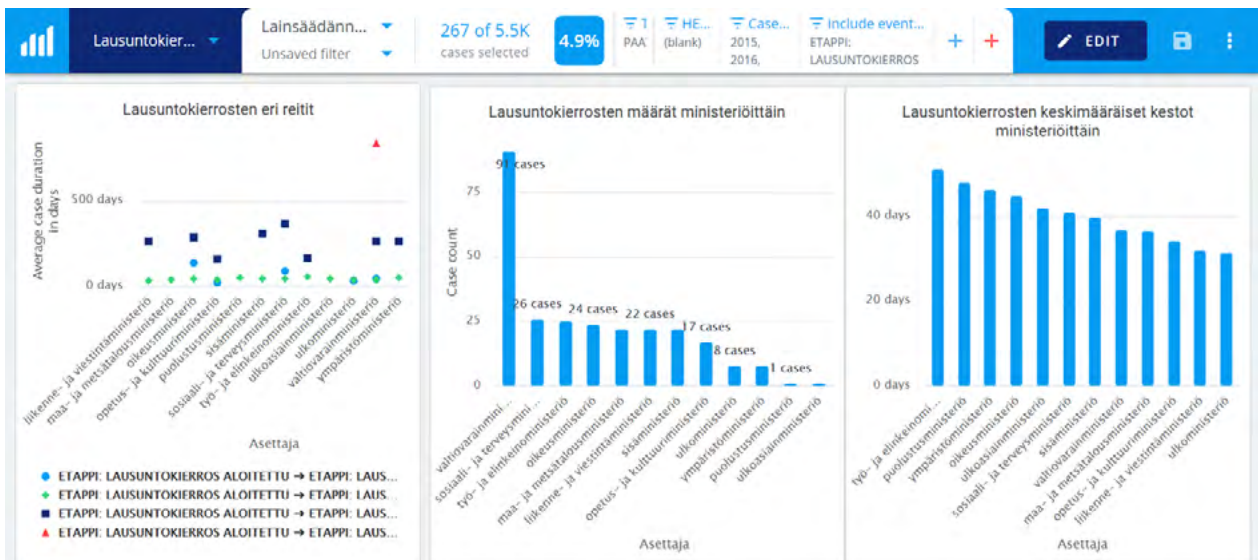 Lausuntokier...
Lainsäädänn...
Unsaved filter
267 of 5.5K
cases selected
4.9%
1
PAA
HE...
(blank)
Case...
2015,
2016,
Include event...
ETAPPI:
LAUSUNTOKIERROS
EDIT
Lausuntokierrosten eri reitit
Average case duration
in days
500 days
0 days
liikenne- ja viestintäministeriö
maa- ja metsätalousministeriö
oikeusministeriö
opetus- ja kulttuuriministeriö
puolustusministeriö
sisäministeriö
sosiaali- ja terveysministeriö
työ- ja elinkeinoministeriö
ulkoasiainministeriö
ulkoministeriö
valtiovarainministeriö
ympäristöministeriö
Asettaja
ETAPPI: LAUSUNTOKIERROS ALOITETTU → ETAPPI: LAUS...
ETAPPI: LAUSUNTOKIERROS ALOITETTU → ETAPPI: LAUS...
ETAPPI: LAUSUNTOKIERROS ALOITETTU → ETAPPI: LAUS...
ETAPPI: LAUSUNTOKIERROS ALOITETTU → ETAPPI: LAUS...
Lausuntokierrosten määrät ministeriöittäin
Case count
75
50
25
0
91 cases
26 cases
24 cases
22 cases
17 cases
8 cases
1 cases
valtiovarainmini...
sosiaali- ja terveysmini...
työ- ja elinkeinoministeriö
oikeusministeriö
maa- ja metsätalousministeriö
liikenne- ja viestintäministeriö
sisäministeriö
opetus- ja kulttuuriministeriö
ulkoministeriö
ympäristöministeriö
puolustusministeriö
ulkoasiainministeriö
Asettaja
Lausuntokierrosten keskimääräiset kestot
ministeriöittäin
40 days
20 days
0 days
työ- ja elinkeinomi...
puolustusministeriö
ympäristöministeriö
oikeusministeriö
ulkoasiainministeriö
sosiaali- ja terveysministeriö
sisäministeriö
valtiovarainministeriö
maa- ja metsätalousministeriö
opetus- ja kulttuuriministeriö
liikenne- ja viestintäministeriö
ulkoministeriö
Asettaja